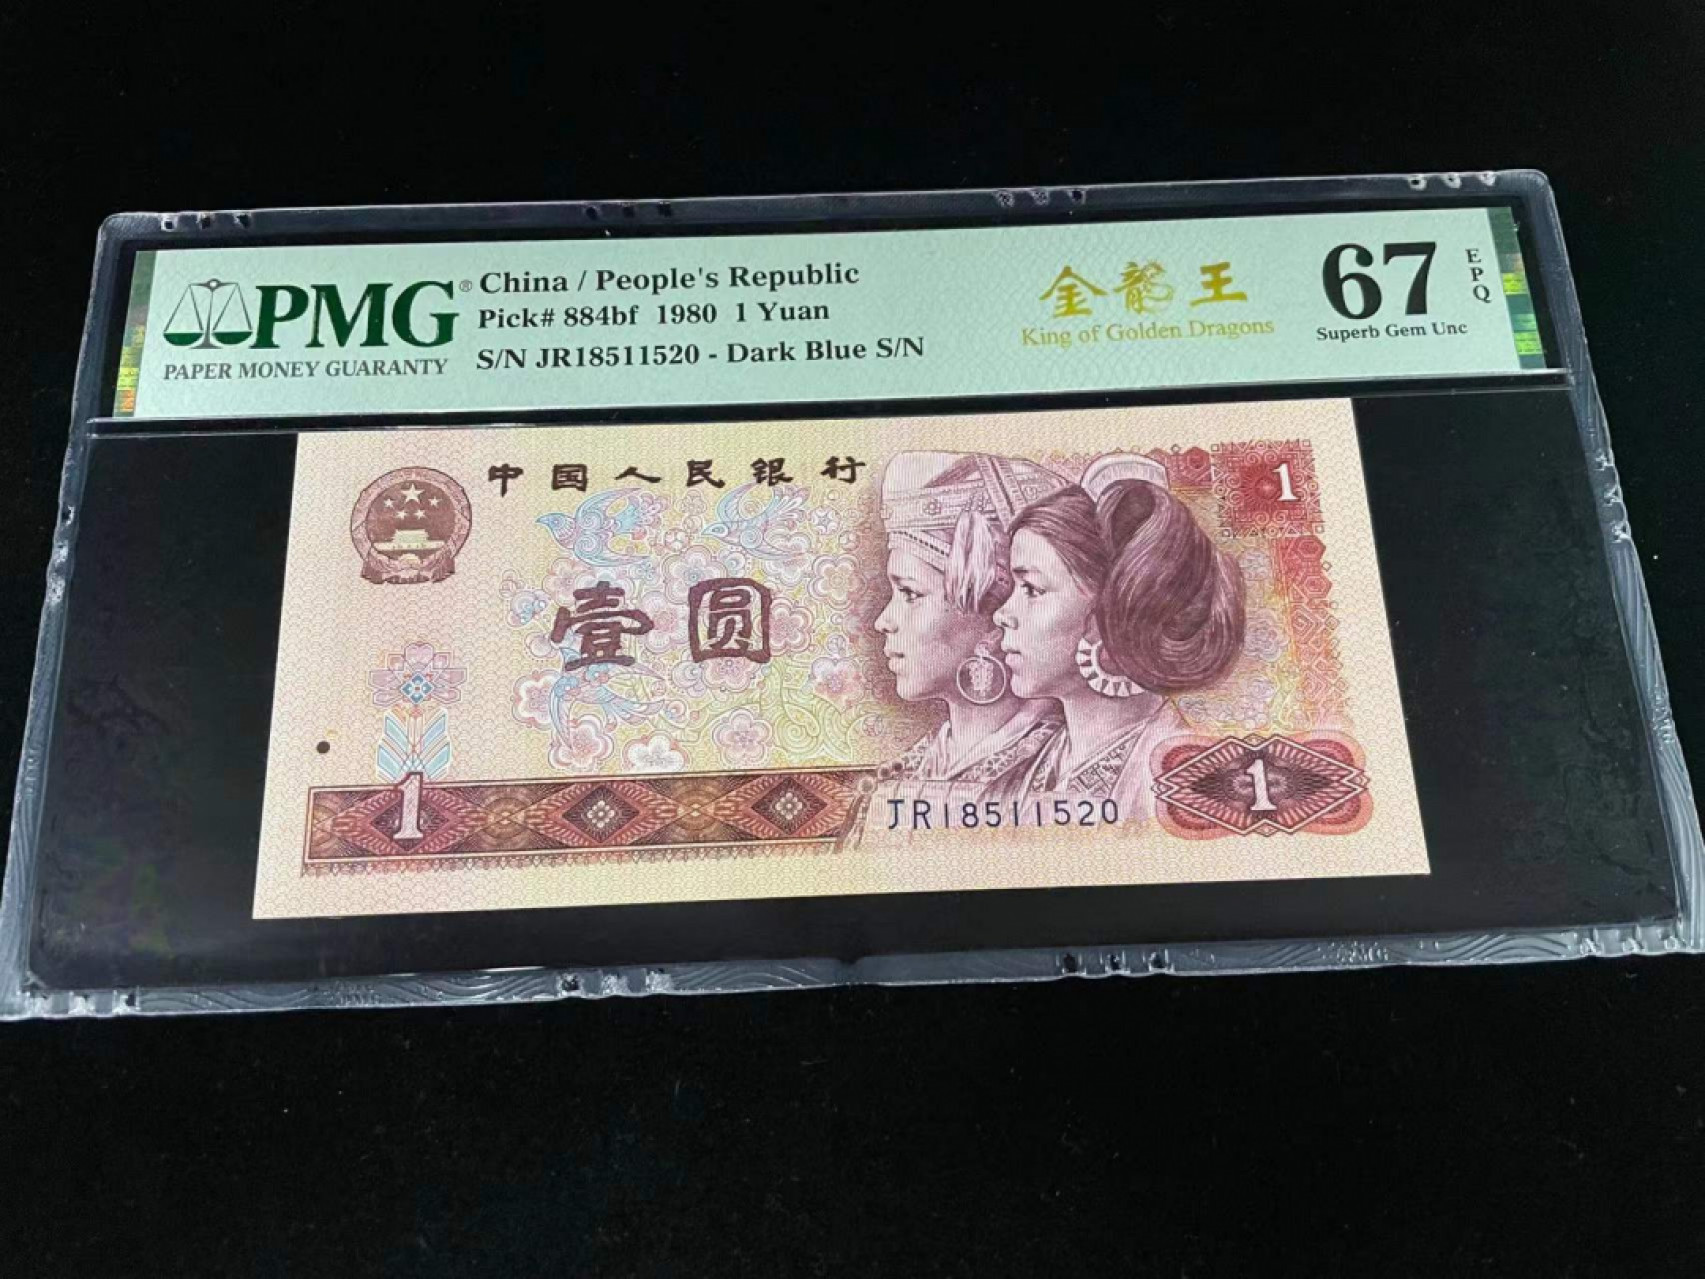 PMG®
PAPER MONEY GUARANTY
China / People's Republic
Pick# 884bf 1980 1 Yuan
S/N JR18511520 - Dark Blue S/N
金龍王
King of Golden Dragons
67
EPQ
Superb Gem Unc
中国人民银行
1
壹圆
1
JR18511520
1